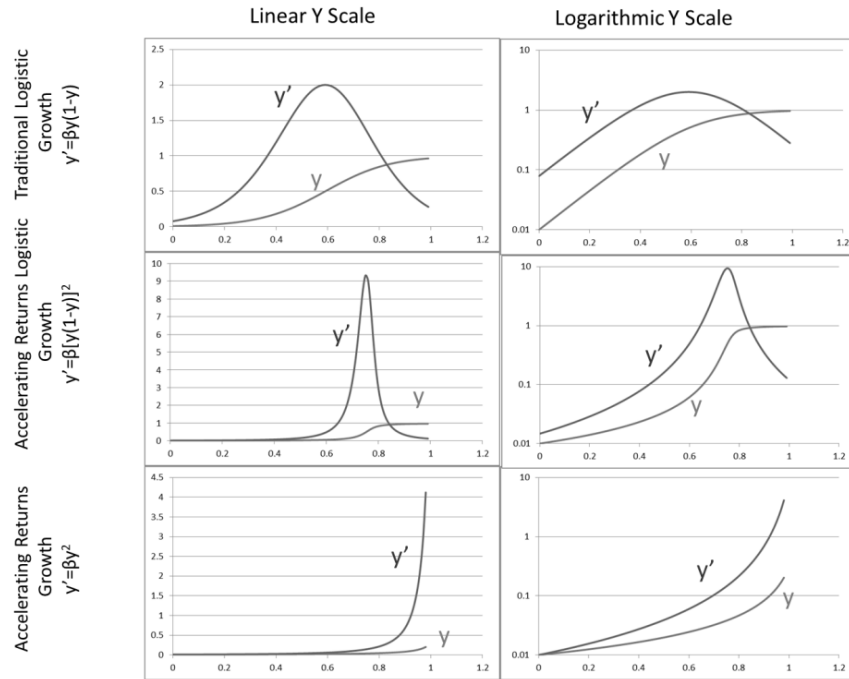 Linear Y Scale
Logarithmic Y Scale
Traditional Logistic
Growth
y'=βy(1-y)
2.5
2
1.5
1
0.5
0
0 0.2 0.4 0.6 0.8 1 1.2
y’
y
10
1
0.1
0.01
0 0.2 0.4 0.6 0.8 1 1.2
y’
y
Accelerating Returns Logistic
Growth
y’=β[y(1-y)]²
10
9
8
7
6
5
4
3
2
1
0
0 0.2 0.4 0.6 0.8 1 1.2
y’
y
10
1
0.1
0.01
0 0.2 0.4 0.6 0.8 1 1.2
y’
y
Accelerating Returns
Growth
y’=βy²
4.5
4
3.5
3
2.5
2
1.5
1
0.5
0
0 0.2 0.4 0.6 0.8 1 1.2
y’
y
10
1
0.1
0.01
0 0.2 0.4 0.6 0.8 1 1.2
y’
y